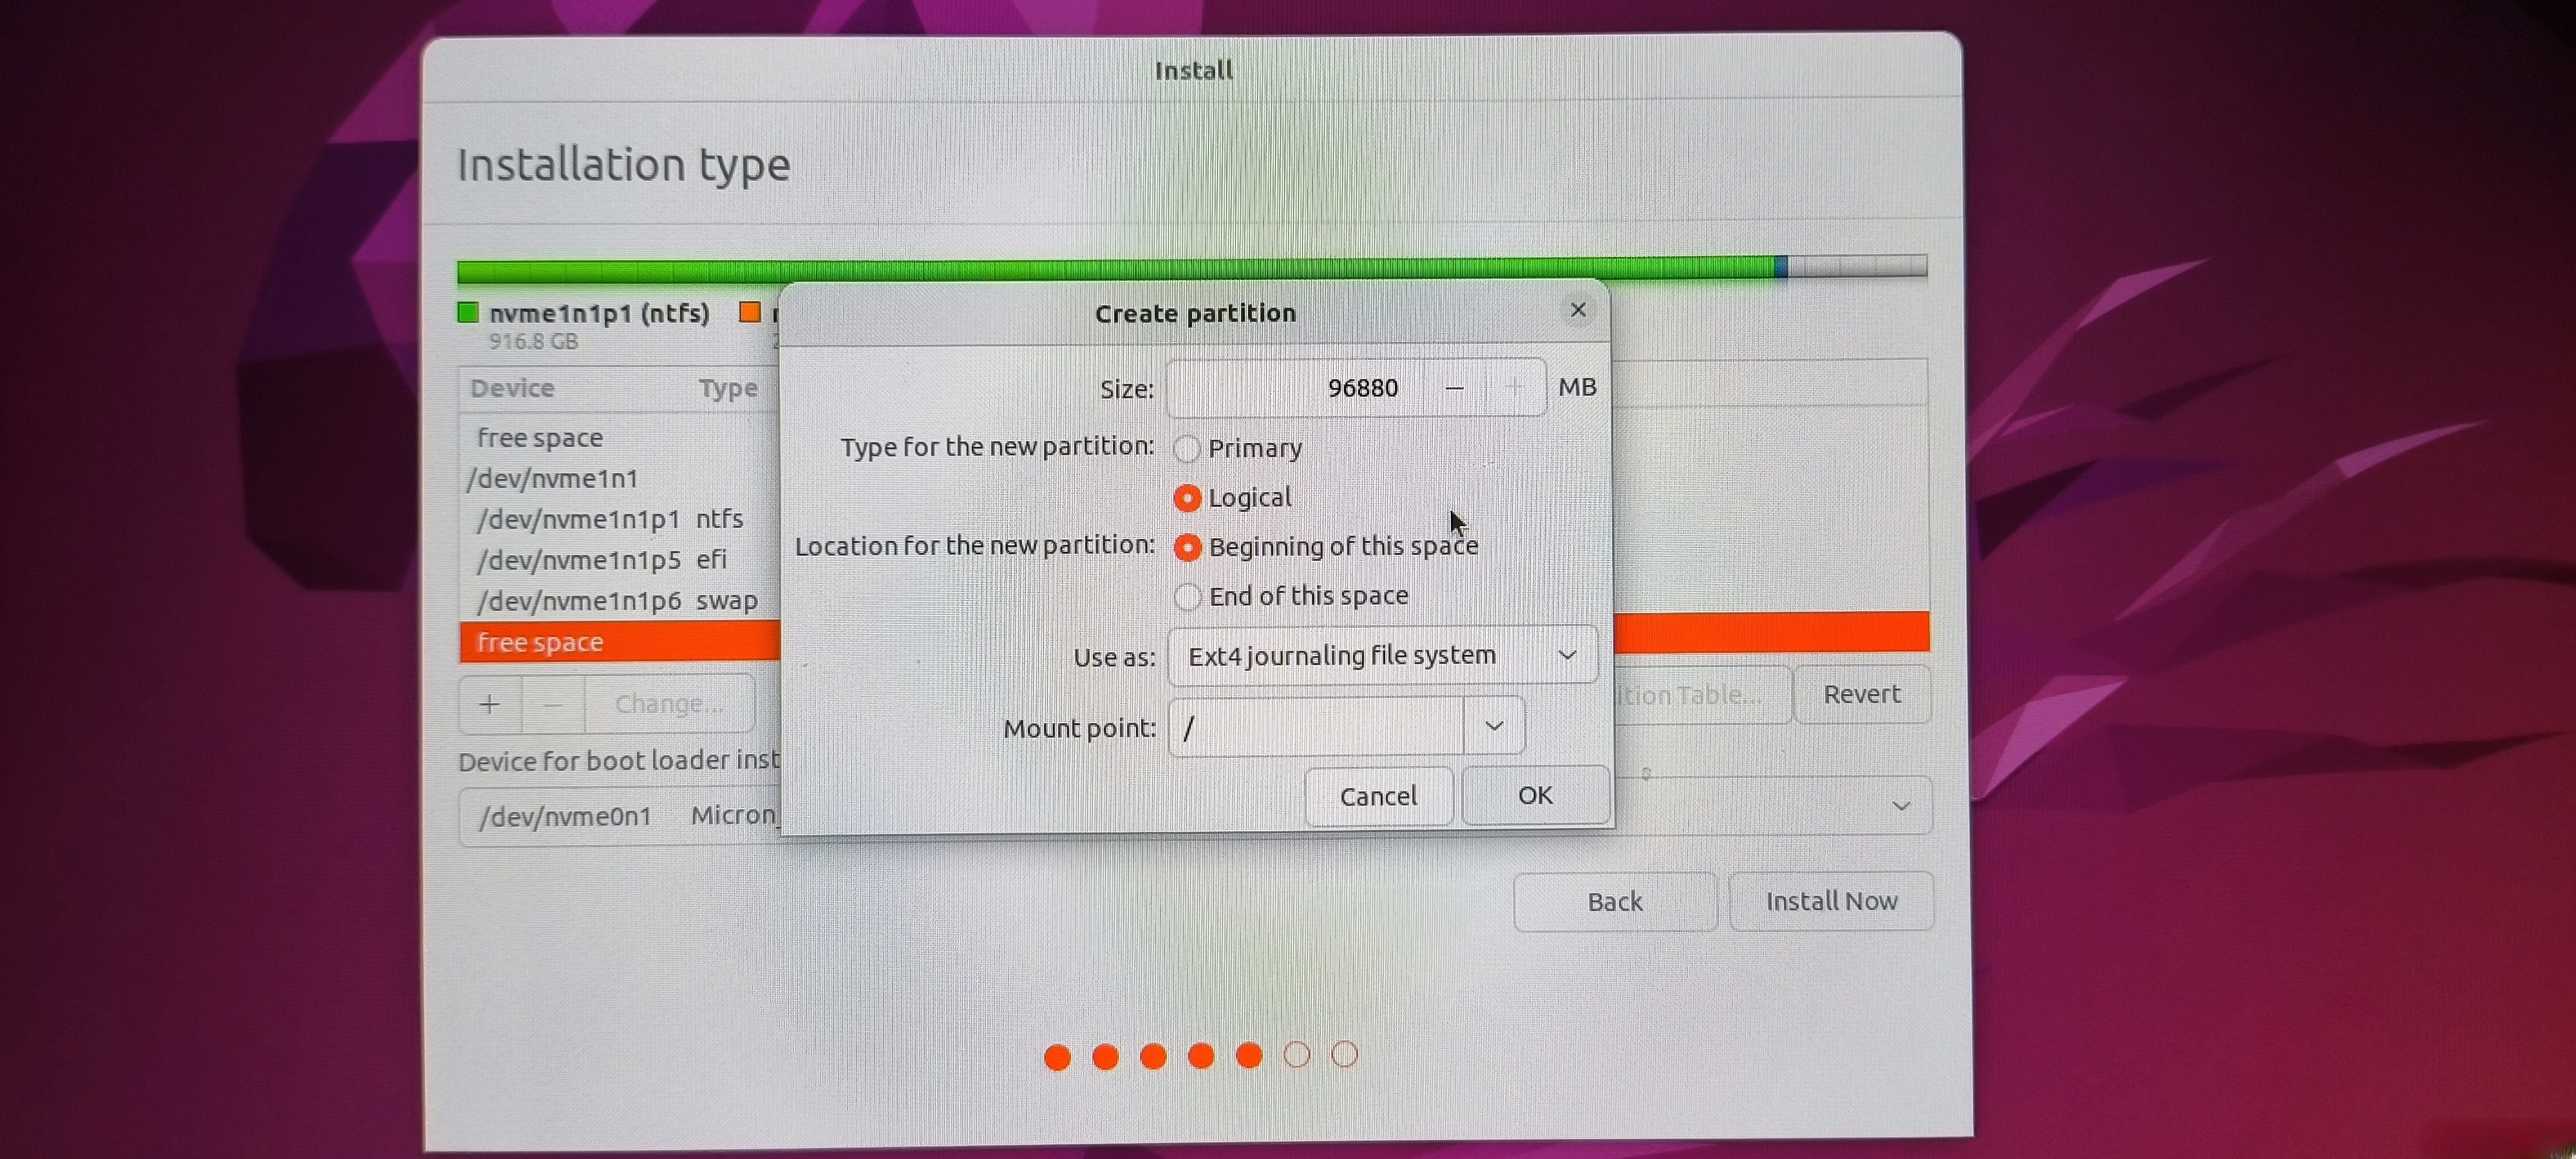 Install
Installation type
nvme1n1p1 (ntfs)
916.8 GB
Device Type
free space
/dev/nvme1n1
/dev/nvme1n1p1 ntfs
/dev/nvme1n1p5 efi
/dev/nvme1n1p6 swap
free space
+ − Change...
ition Table...
Revert
Device for boot loader inst
/dev/nvme0n1 Micron_
Create partition
Size: 96880 − + MB
Type for the new partition: Primary
Logical
Location for the new partition: Beginning of this space
End of this space
Use as: Ext4 journaling file system
Mount point: /
Cancel OK
Back Install Now